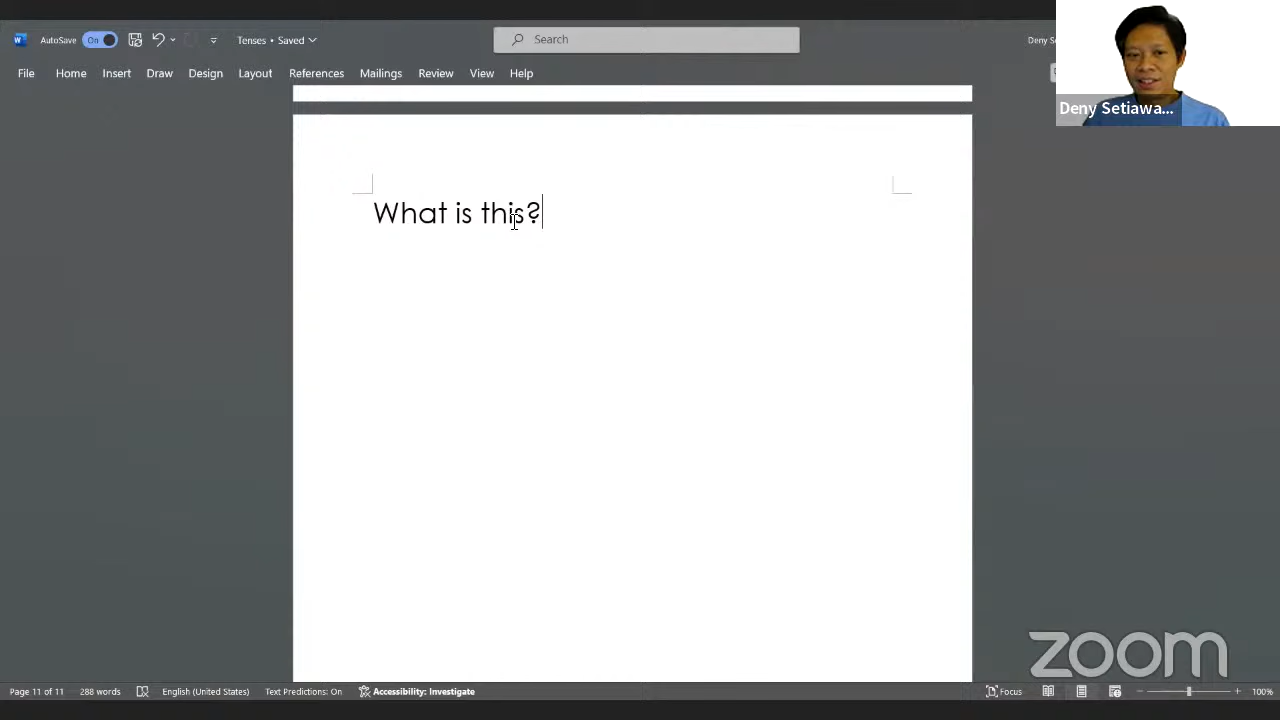 AutoSave On Tenses • Saved Search Deny Se
File Home Insert Draw Design Layout References Mailings Review View Help
Deny Setiawa...
What is this?
zoom
Page 11 of 11 288 words English (United States) Text Predictions: On Accessibility: Investigate Focus 100%